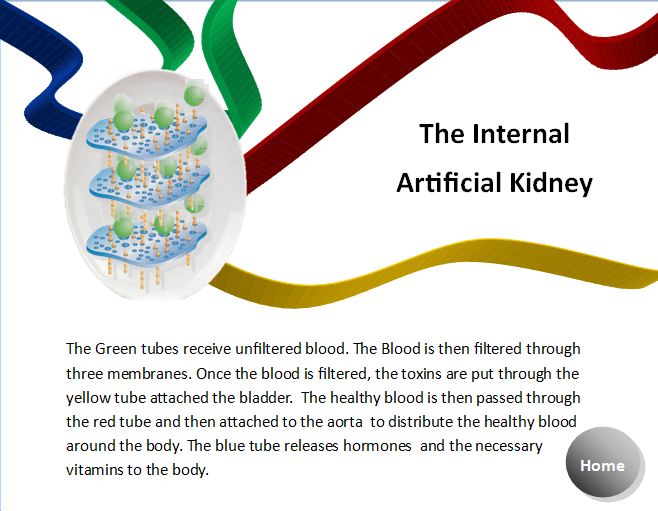 The Internal
Artificial Kidney
The Green tubes receive unfiltered blood. The Blood is then filtered through
three membranes. Once the blood is filtered, the toxins are put through the
yellow tube attached the bladder.  The healthy blood is then passed through
the red tube and then attached to the aorta  to distribute the healthy blood
around the body. The blue tube releases hormones  and the necessary
vitamins to the body.
Home